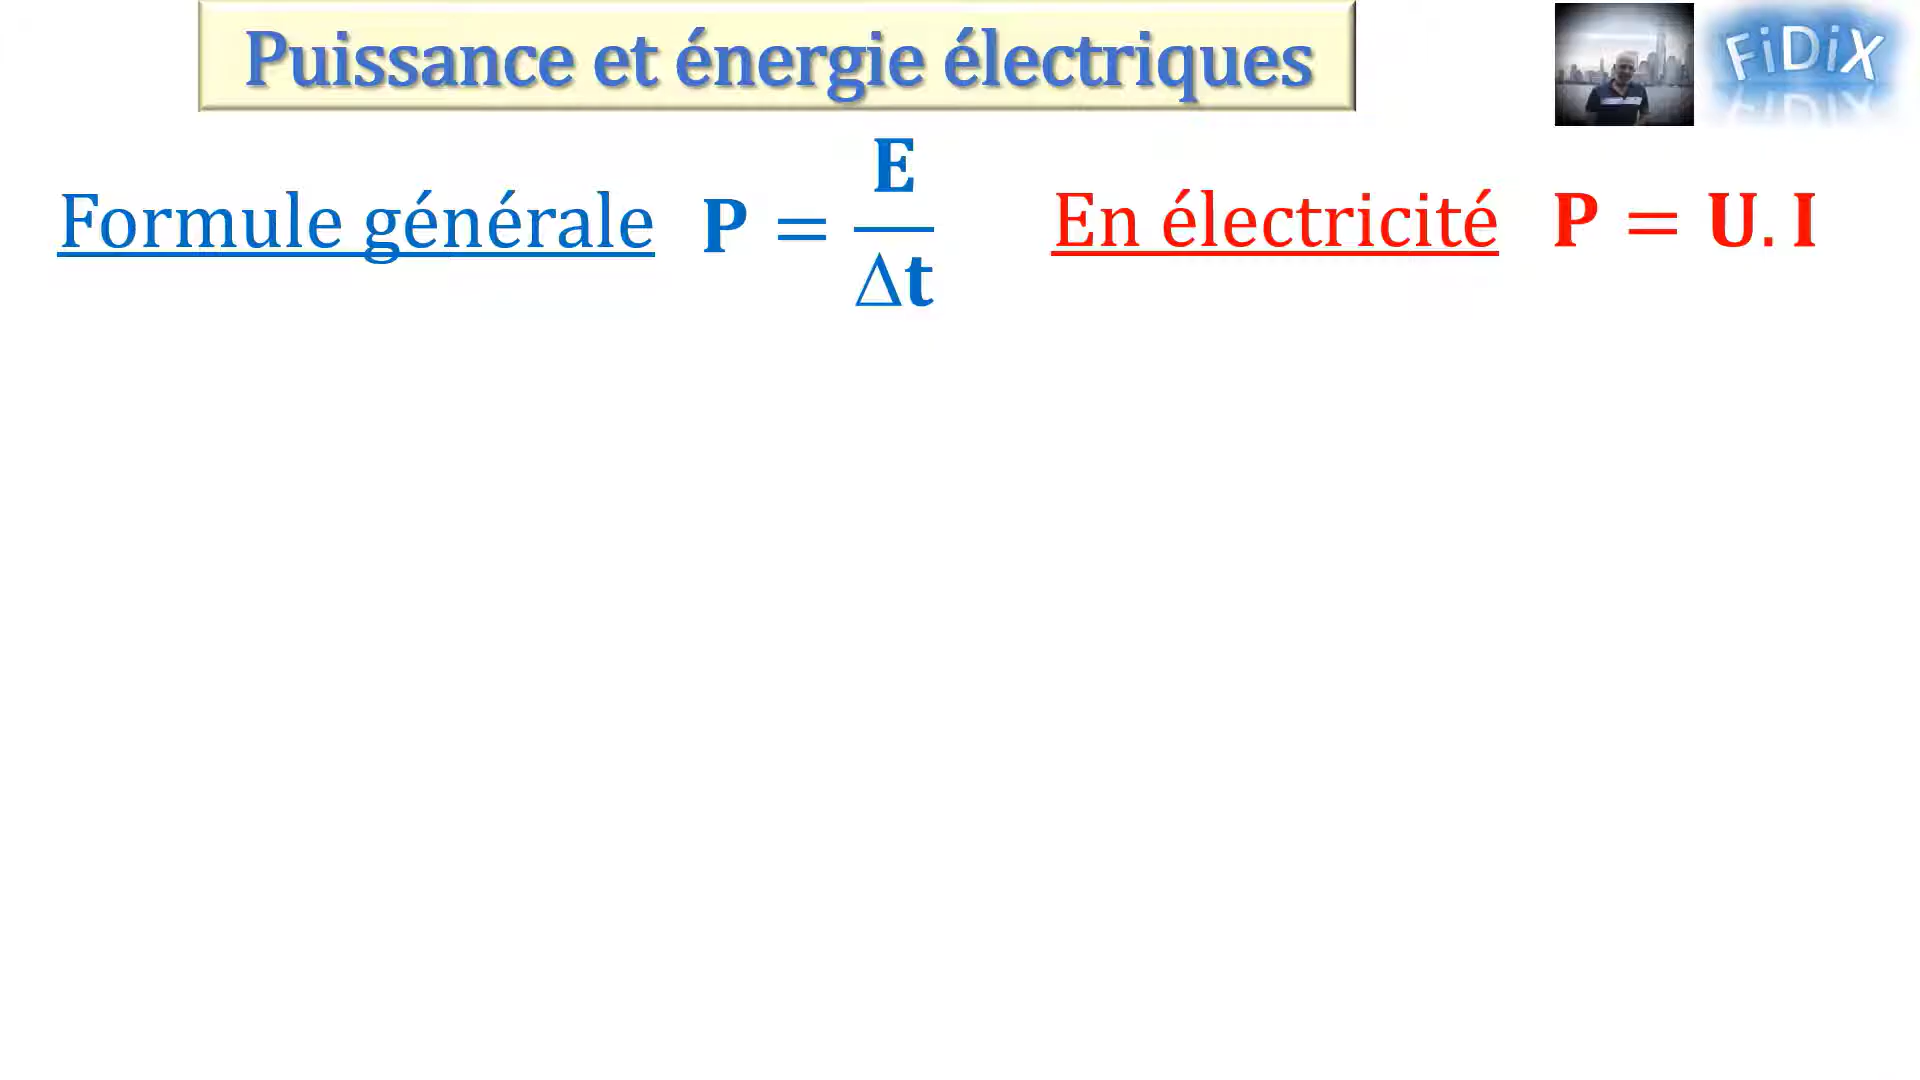 Puissance et énergie électriques
FiDiX
Formule générale P = E/Δt
En électricité P = U. I